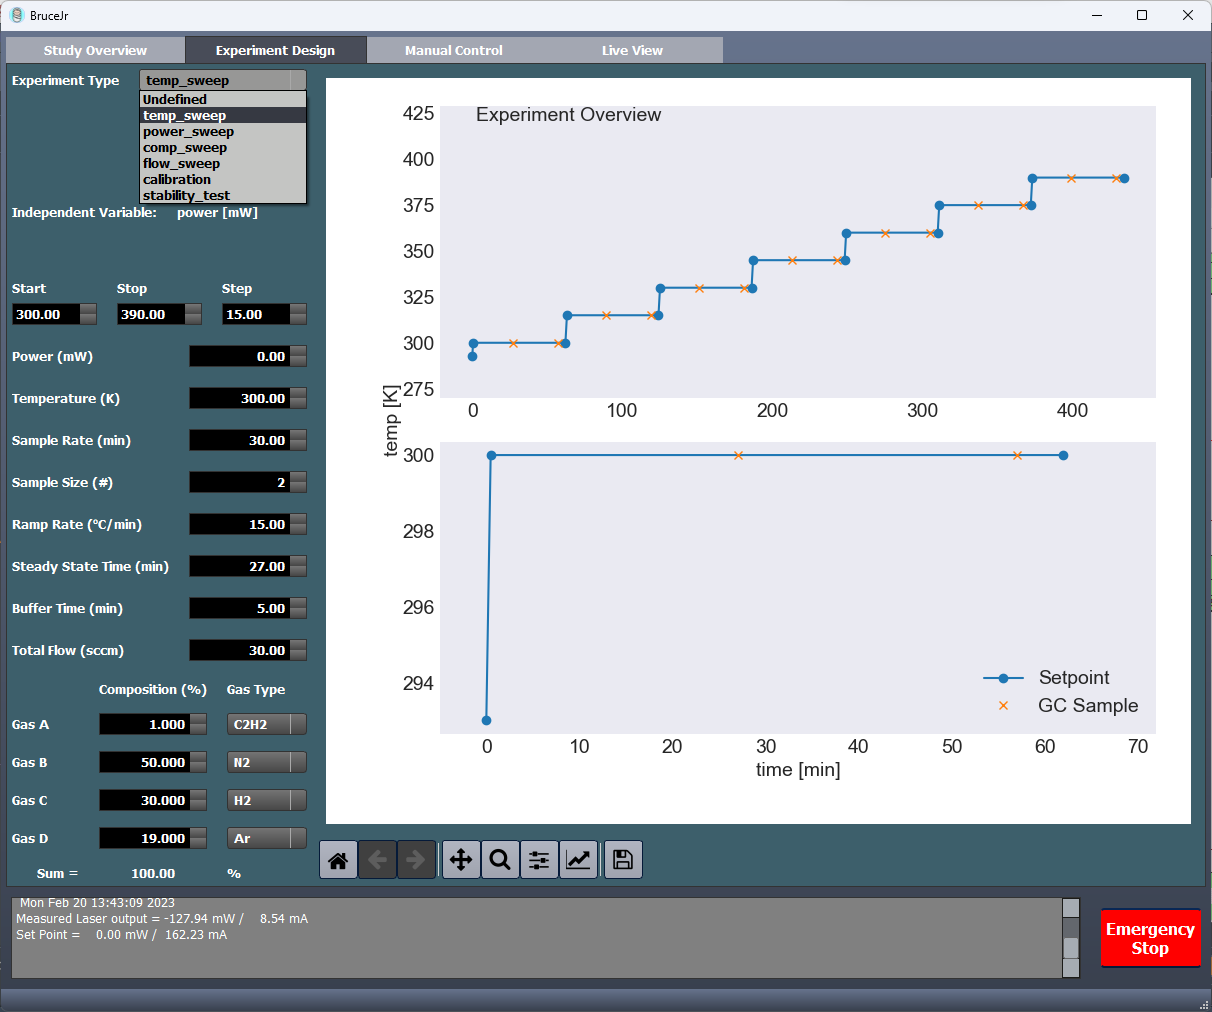 BruceJr
Study Overview Experiment Design Manual Control Live View
Experiment Type temp_sweep
Undefined
temp_sweep
power_sweep
comp_sweep
flow_sweep
calibration
stability_test
Independent Variable: power [mW]
Start Stop Step
300.00 390.00 15.00
Power (mW) 0.00
Temperature (K) 300.00
Sample Rate (min) 30.00
Sample Size (#) 2
Ramp Rate (°C/min) 15.00
Steady State Time (min) 27.00
Buffer Time (min) 5.00
Total Flow (sccm) 30.00
Composition (%) Gas Type
Gas A 1.000 C2H2
Gas B 50.000 N2
Gas C 30.000 H2
Gas D 19.000 Ar
Sum = 100.00 %
Experiment Overview
425
400
375
350
325
300
275
0 100 200 300 400
temp [K]
300
298
296
294
Setpoint
GC Sample
0 10 20 30 40 50 60 70
time [min]
Mon Feb 20 13:43:09 2023
Measured Laser output = -127.94 mW / 8.54 mA
Set Point = 0.00 mW / 162.23 mA
Emergency
Stop